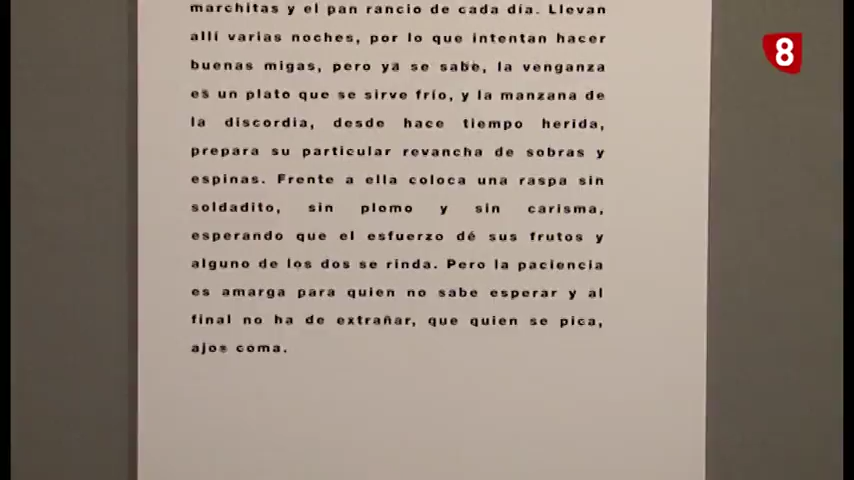 marchitas y el pan rancio de cada día. Llevan
allí varias noches, por lo que intentan hacer
buenas migas, pero ya se sabe, la venganza
es un plato que se sirve frío, y la manzana de
la discordia, desde hace tiempo herida,
prepara su particular revancha de sobras y
espinas. Frente a ella coloca una raspa sin
soldadito, sin plomo y sin carisma,
esperando que el esfuerzo dé sus frutos y
alguno de los dos se rinda. Pero la paciencia
es amarga para quien no sabe esperar y al
final no ha de extrañar, que quien se pica,
ajos coma.
8